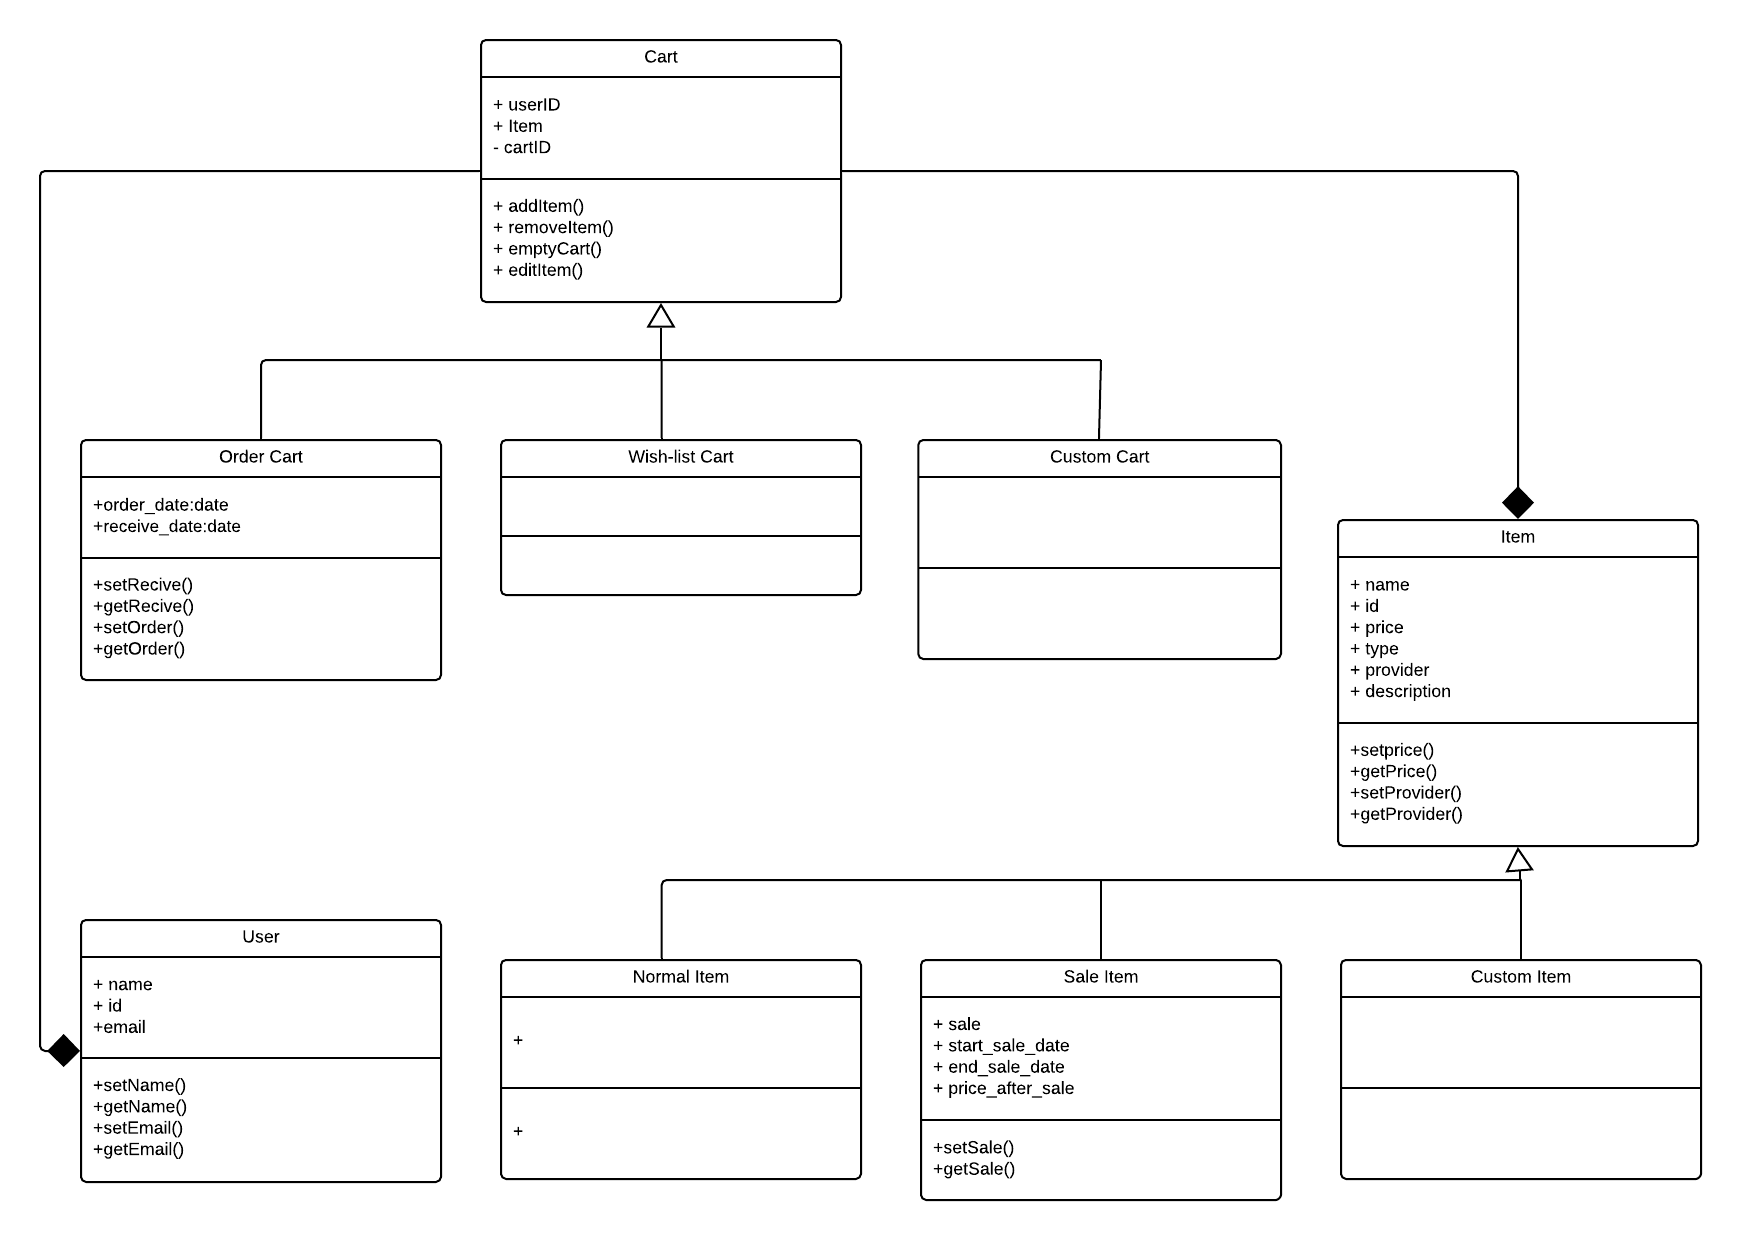 Cart
+ userID
+ Item
- cartID
+ addItem()
+ removeItem()
+ emptyCart()
+ editItem()
Order Cart
+order_date:date
+receive_date:date
+setRecive()
+getRecive()
+setOrder()
+getOrder()
Wish-list Cart
Custom Cart
Item
+ name
+ id
+ price
+ type
+ provider
+ description
+setprice()
+getPrice()
+setProvider()
+getProvider()
User
+ name
+ id
+email
+setName()
+getName()
+setEmail()
+getEmail()
Normal Item
+
+
Sale Item
+ sale
+ start_sale_date
+ end_sale_date
+ price_after_sale
+setSale()
+getSale()
Custom Item